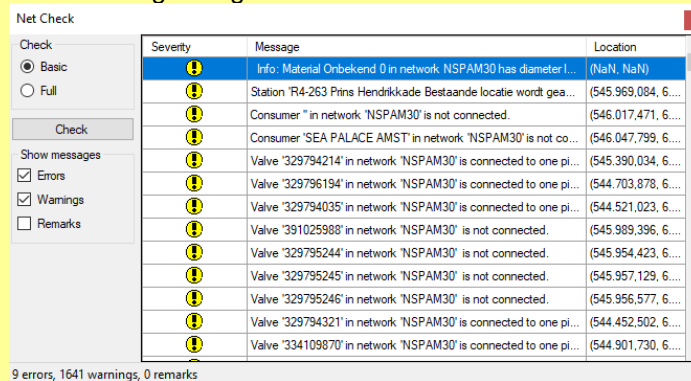 Net Check
Check
Basic
Full
Check
Show messages
Errors
Warnings
Remarks
Severity Message Location
Info: Material Onbekend 0 in network NSPAM30 has diameter l... (NaN, NaN)
Station 'R4-263 Prins Hendrikkade Bestaande locatie wordt gea... (545.969,084, 6....
Consumer '' in network 'NSPAM30' is not connected. (546.017,471, 6....
Consumer 'SEA PALACE AMST' in network 'NSPAM30' is not co... (546.047,799, 6....
Valve '329794214' in network 'NSPAM30' is connected to one pi... (545.390,034, 6....
Valve '329796194' in network 'NSPAM30' is connected to one pi... (544.703,878, 6....
Valve '329794035' in network 'NSPAM30' is connected to one pi... (544.521,023, 6....
Valve '391025988' in network 'NSPAM30' is not connected. (545.989,396, 6....
Valve '329795244' in network 'NSPAM30' is not connected. (545.954,423, 6....
Valve '329795245' in network 'NSPAM30' is not connected. (545.957,129, 6....
Valve '329795246' in network 'NSPAM30' is not connected. (545.956,577, 6....
Valve '329794321' in network 'NSPAM30' is connected to one pi... (544.452,502, 6....
Valve '334109870' in network 'NSPAM30' is connected to one pi... (544.901,730, 6....
9 errors, 1641 warnings, 0 remarks